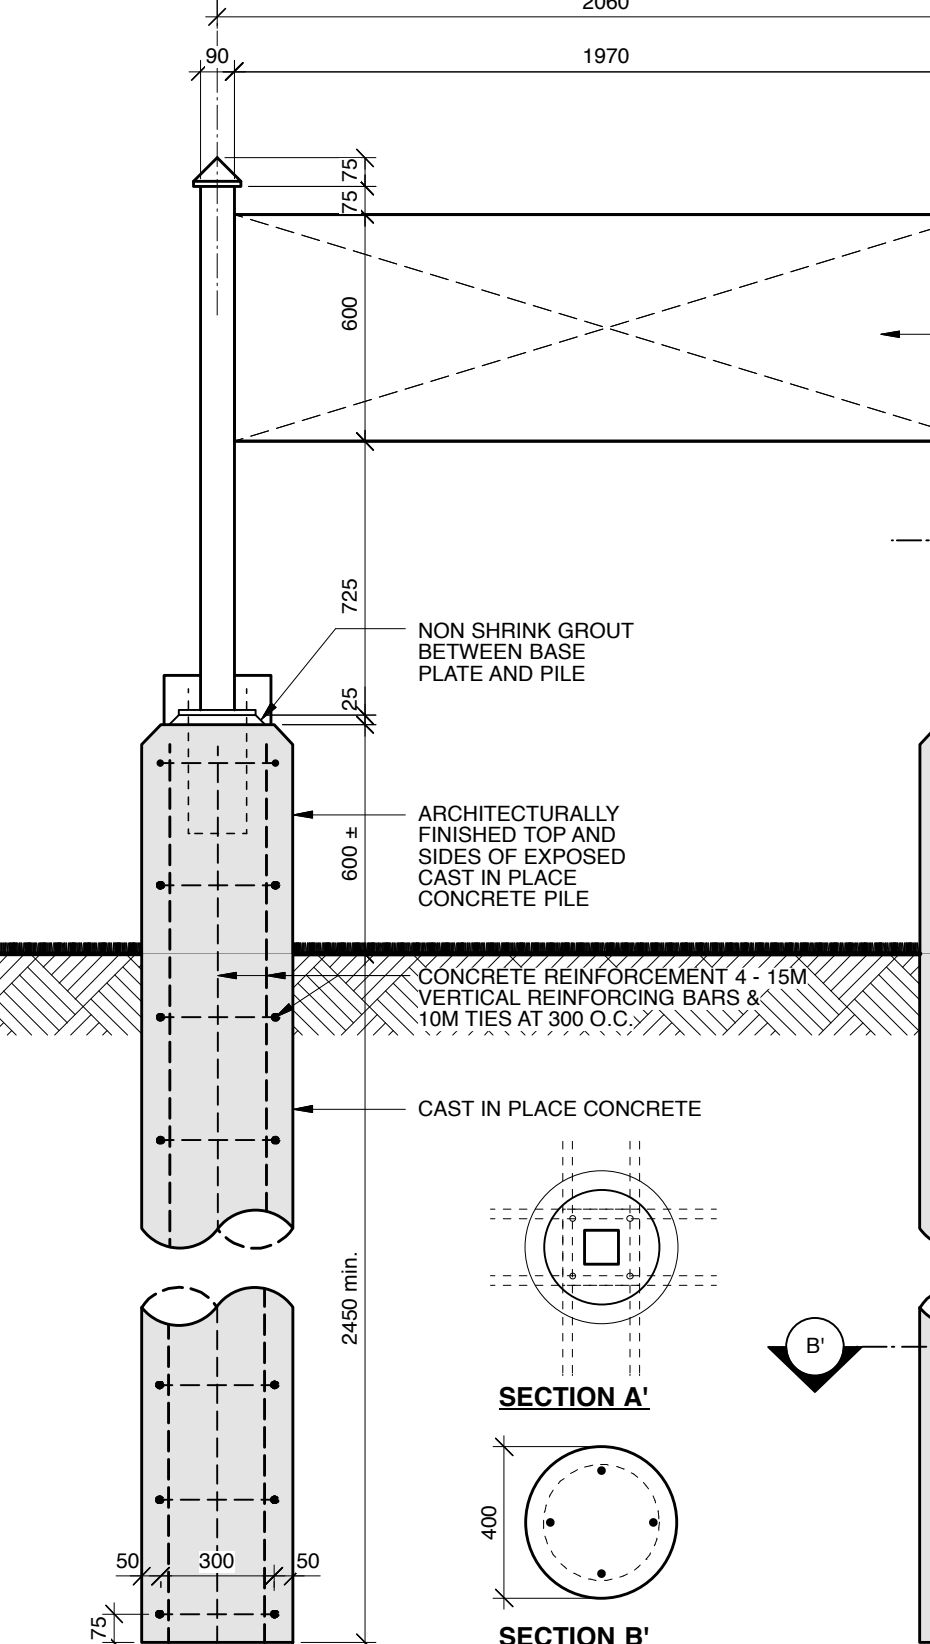 2060
90
1970
75
75
600
725
NON SHRINK GROUT
BETWEEN BASE
PLATE AND PILE
25
ARCHITECTURALLY
FINISHED TOP AND
SIDES OF EXPOSED
CAST IN PLACE
CONCRETE PILE
600 ±
CONCRETE REINFORCEMENT 4 - 15M
VERTICAL REINFORCING BARS &
10M TIES AT 300 O.C.
CAST IN PLACE CONCRETE
2450 min.
B'
SECTION A'
400
50
300
50
75
SECTION B'